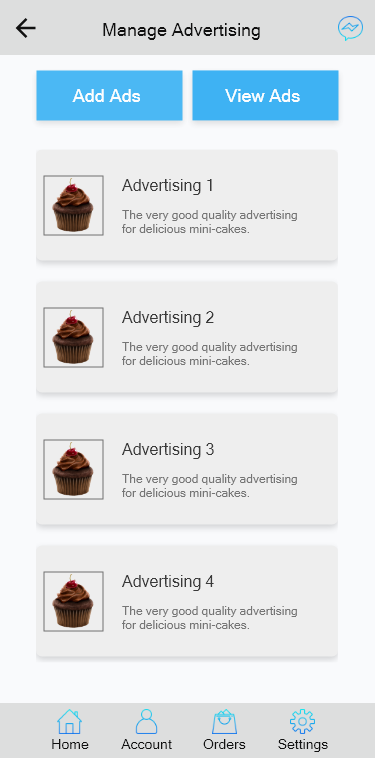 Manage Advertising
Add Ads
View Ads
Advertising 1
The very good quality advertising
for delicious mini-cakes.
Advertising 2
The very good quality advertising
for delicious mini-cakes.
Advertising 3
The very good quality advertising
for delicious mini-cakes.
Advertising 4
The very good quality advertising
for delicious mini-cakes.
Home
Account
Orders
Settings